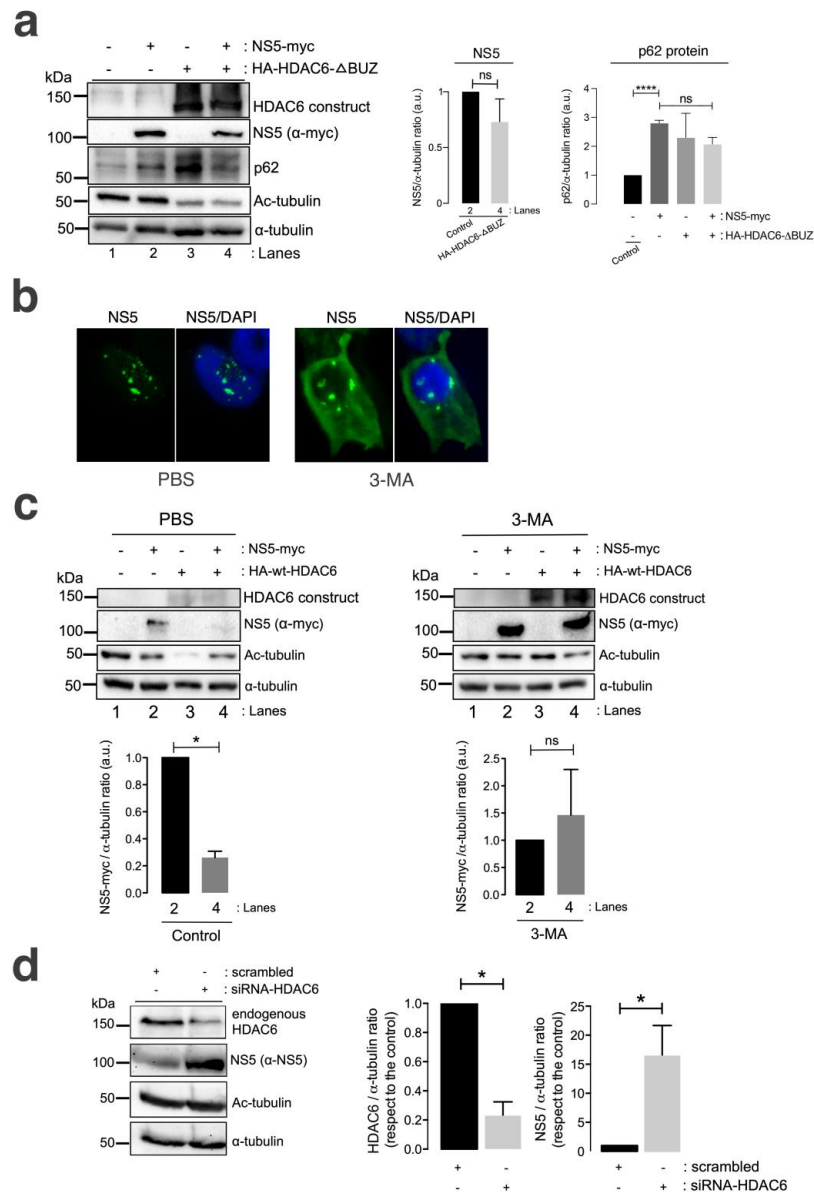 a
- + - + : NS5-myc
- - + + : HA-HDAC6-△BUZ
kDa
150
HDAC6 construct
100
NS5 (α-myc)
50
p62
50
Ac-tubulin
50
α-tubulin
1 2 3 4 : Lanes
NS5
ns
NS5/α-tubulin ratio (a.u.)
1
0.5
0
2 4 : Lanes
Control
HA-HDAC6-△BUZ
p62 protein
**** ns
p62/α-tubulin ratio (a.u.)
4
3
2
1
0
- + - + : NS5-myc
- - + + : HA-HDAC6-ΔBUZ
Control
b
NS5 NS5/DAPI
PBS
NS5 NS5/DAPI
3-MA
c
PBS
- + - + : NS5-myc
- - + + : HA-wt-HDAC6
kDa
150
HDAC6 construct
100
NS5 (α-myc)
50
Ac-tubulin
50
α-tubulin
1 2 3 4 : Lanes
3-MA
- + - + : NS5-myc
- - + + : HA-wt-HDAC6
kDa
150
HDAC6 construct
100
NS5 (α-myc)
50
Ac-tubulin
50
α-tubulin
1 2 3 4 : Lanes
NS5-myc / α-tubulin ratio (a.u.)
*
1.0
0.8
0.6
0.4
0.2
0.0
2 4 : Lanes
Control
NS5-myc / α-tubulin ratio (a.u.)
ns
2.5
2.0
1.5
1.0
0.5
0.0
2 4 : Lanes
3-MA
d
+ - : scrambled
- + : siRNA-HDAC6
kDa
150
endogenous
HDAC6
100
NS5 (α-NS5)
50
Ac-tubulin
50
α-tubulin
HDAC6 / α-tubulin ratio
(respect to the control)
*
1.0
0.8
0.6
0.4
0.2
0.0
+ -
- +
NS5 / α-tubulin ratio
(respect to the control)
*
25
20
15
10
5
0
+ - : scrambled
- + : siRNA-HDAC6